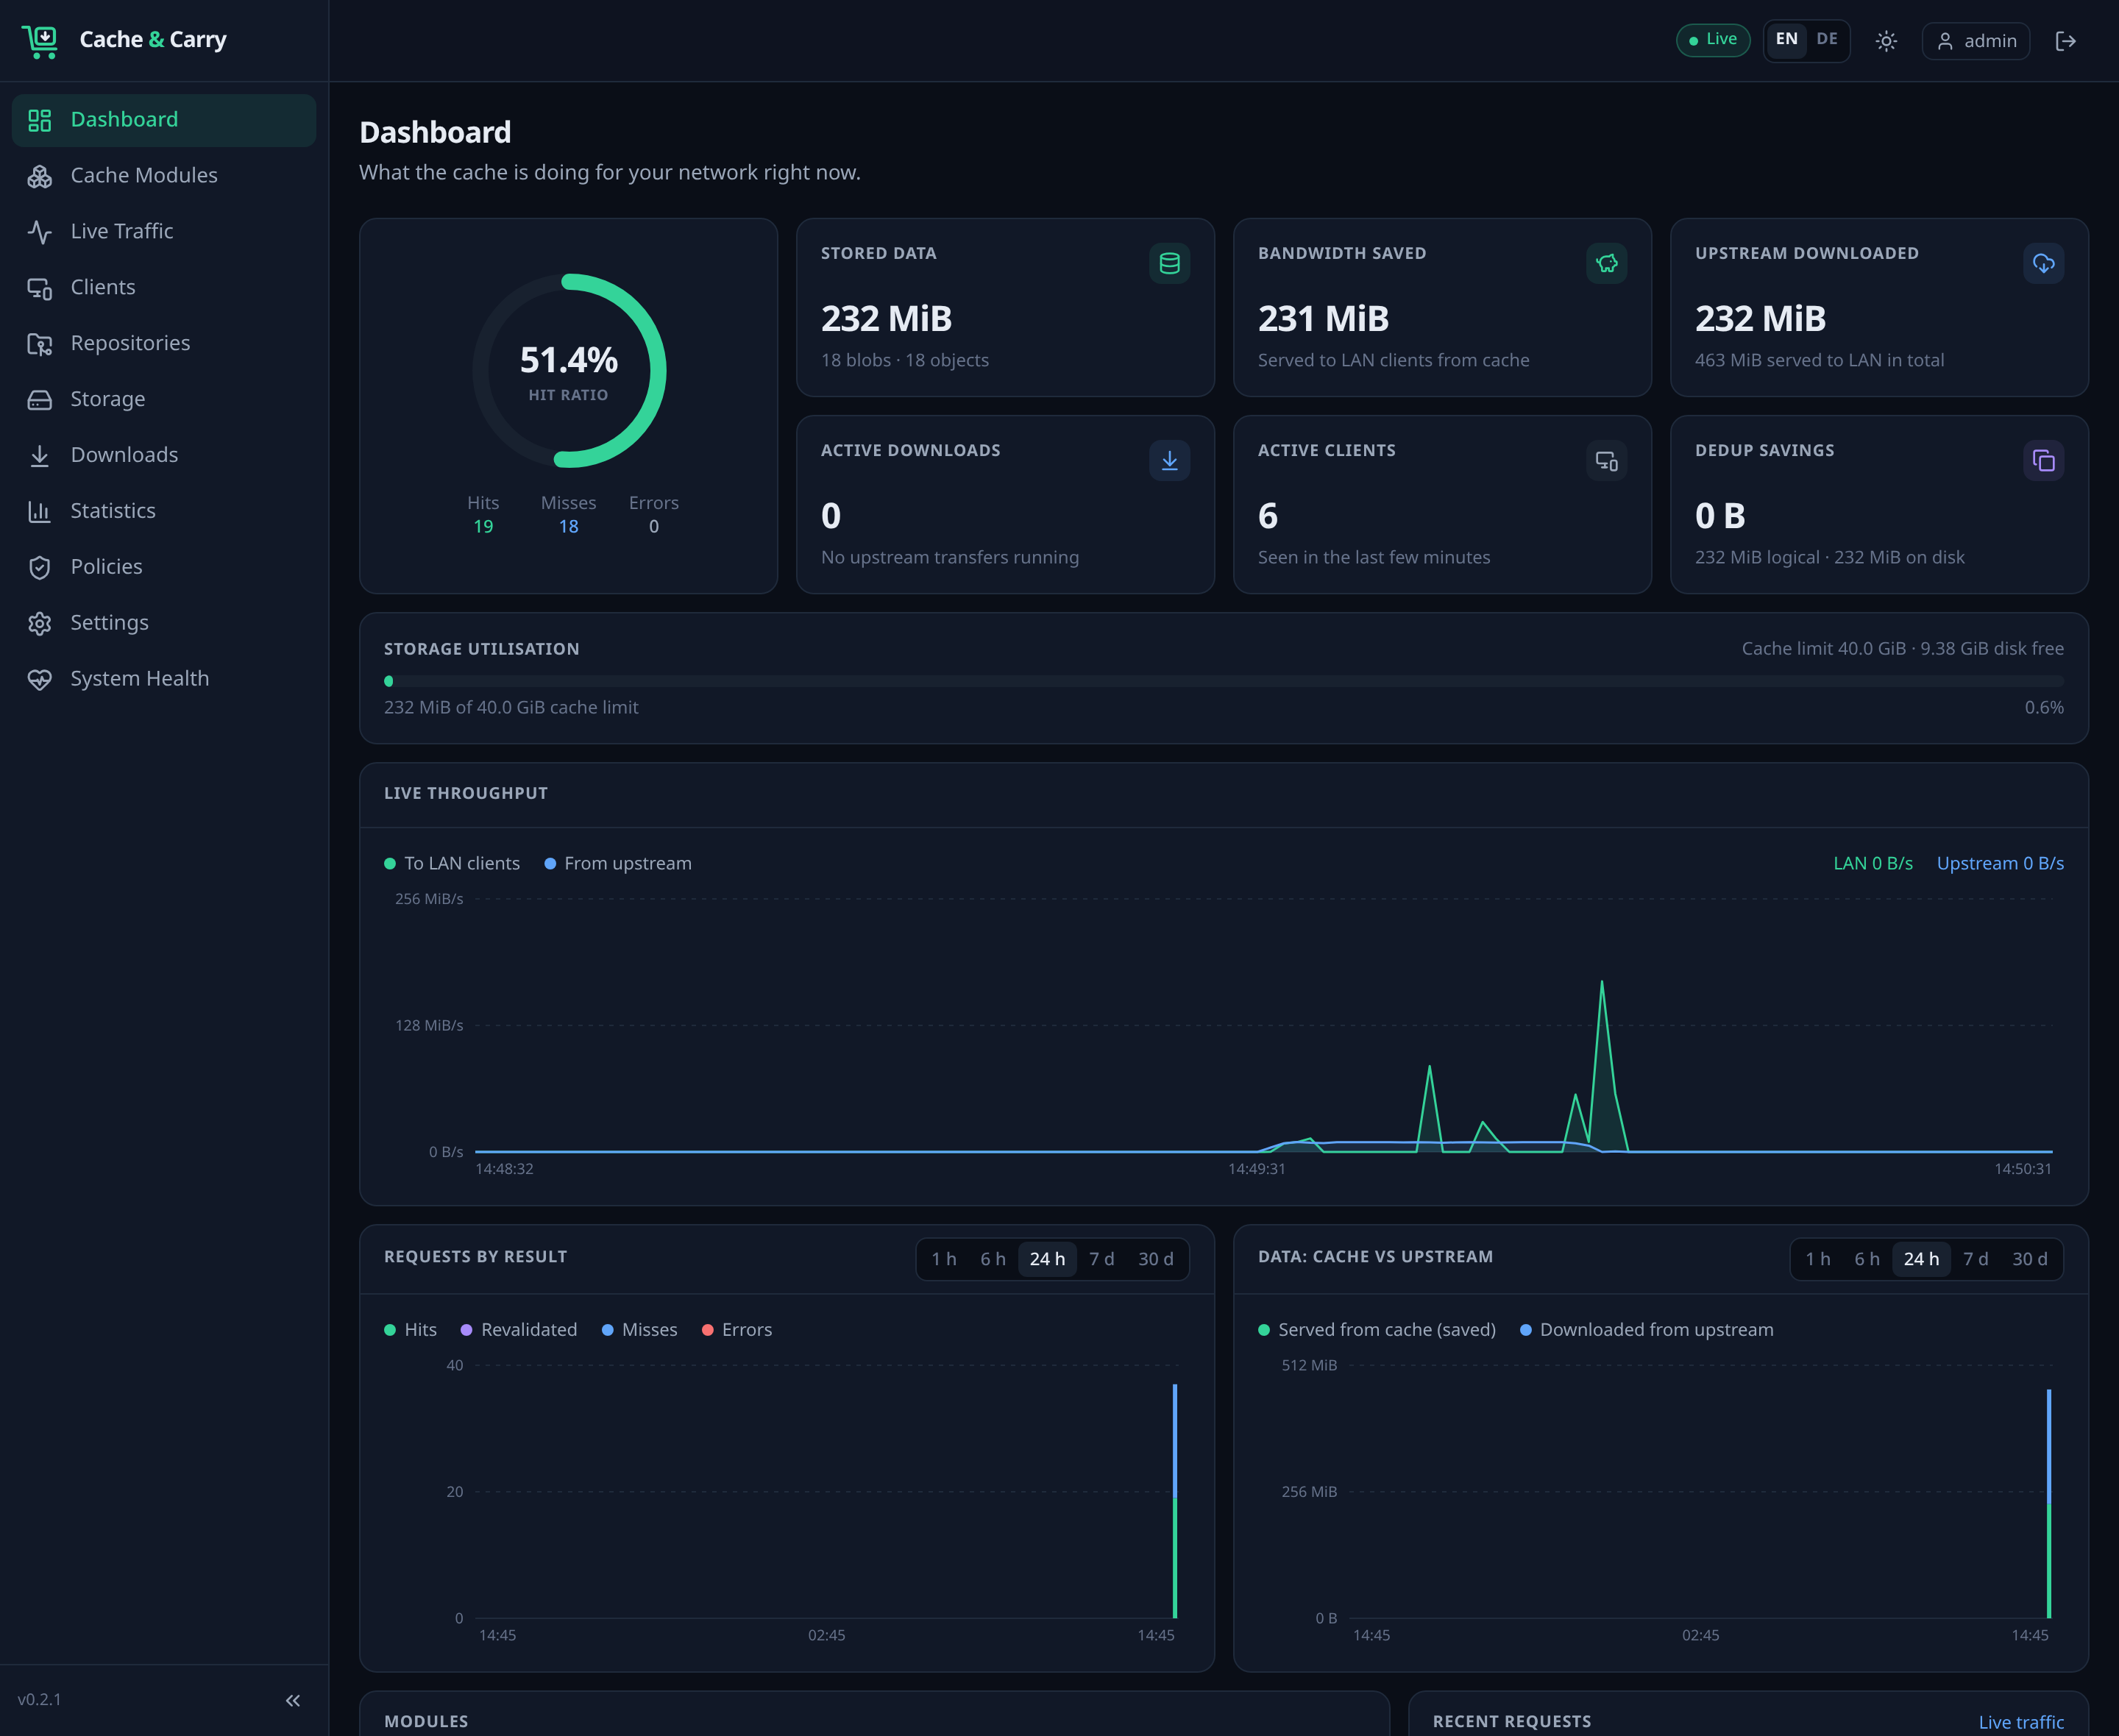 Cache & Carry
Live
EN DE
admin
Dashboard
Cache Modules
Live Traffic
Clients
Repositories
Storage
Downloads
Statistics
Policies
Settings
System Health
v0.2.1
Dashboard
What the cache is doing for your network right now.
51.4%
HIT RATIO
Hits Misses Errors
19 18 0
STORED DATA
232 MiB
18 blobs · 18 objects
BANDWIDTH SAVED
231 MiB
Served to LAN clients from cache
UPSTREAM DOWNLOADED
232 MiB
463 MiB served to LAN in total
ACTIVE DOWNLOADS
0
No upstream transfers running
ACTIVE CLIENTS
6
Seen in the last few minutes
DEDUP SAVINGS
0 B
232 MiB logical · 232 MiB on disk
STORAGE UTILISATION
Cache limit 40.0 GiB · 9.38 GiB disk free
232 MiB of 40.0 GiB cache limit
0.6%
LIVE THROUGHPUT
To LAN clients From upstream
LAN 0 B/s Upstream 0 B/s
256 MiB/s
128 MiB/s
0 B/s
14:48:32 14:49:31 14:50:31
REQUESTS BY RESULT
1 h 6 h 24 h 7 d 30 d
Hits Revalidated Misses Errors
40
20
0
14:45 02:45 14:45
DATA: CACHE VS UPSTREAM
1 h 6 h 24 h 7 d 30 d
Served from cache (saved) Downloaded from upstream
512 MiB
256 MiB
0 B
14:45 02:45 14:45
MODULES
RECENT REQUESTS
Live traffic